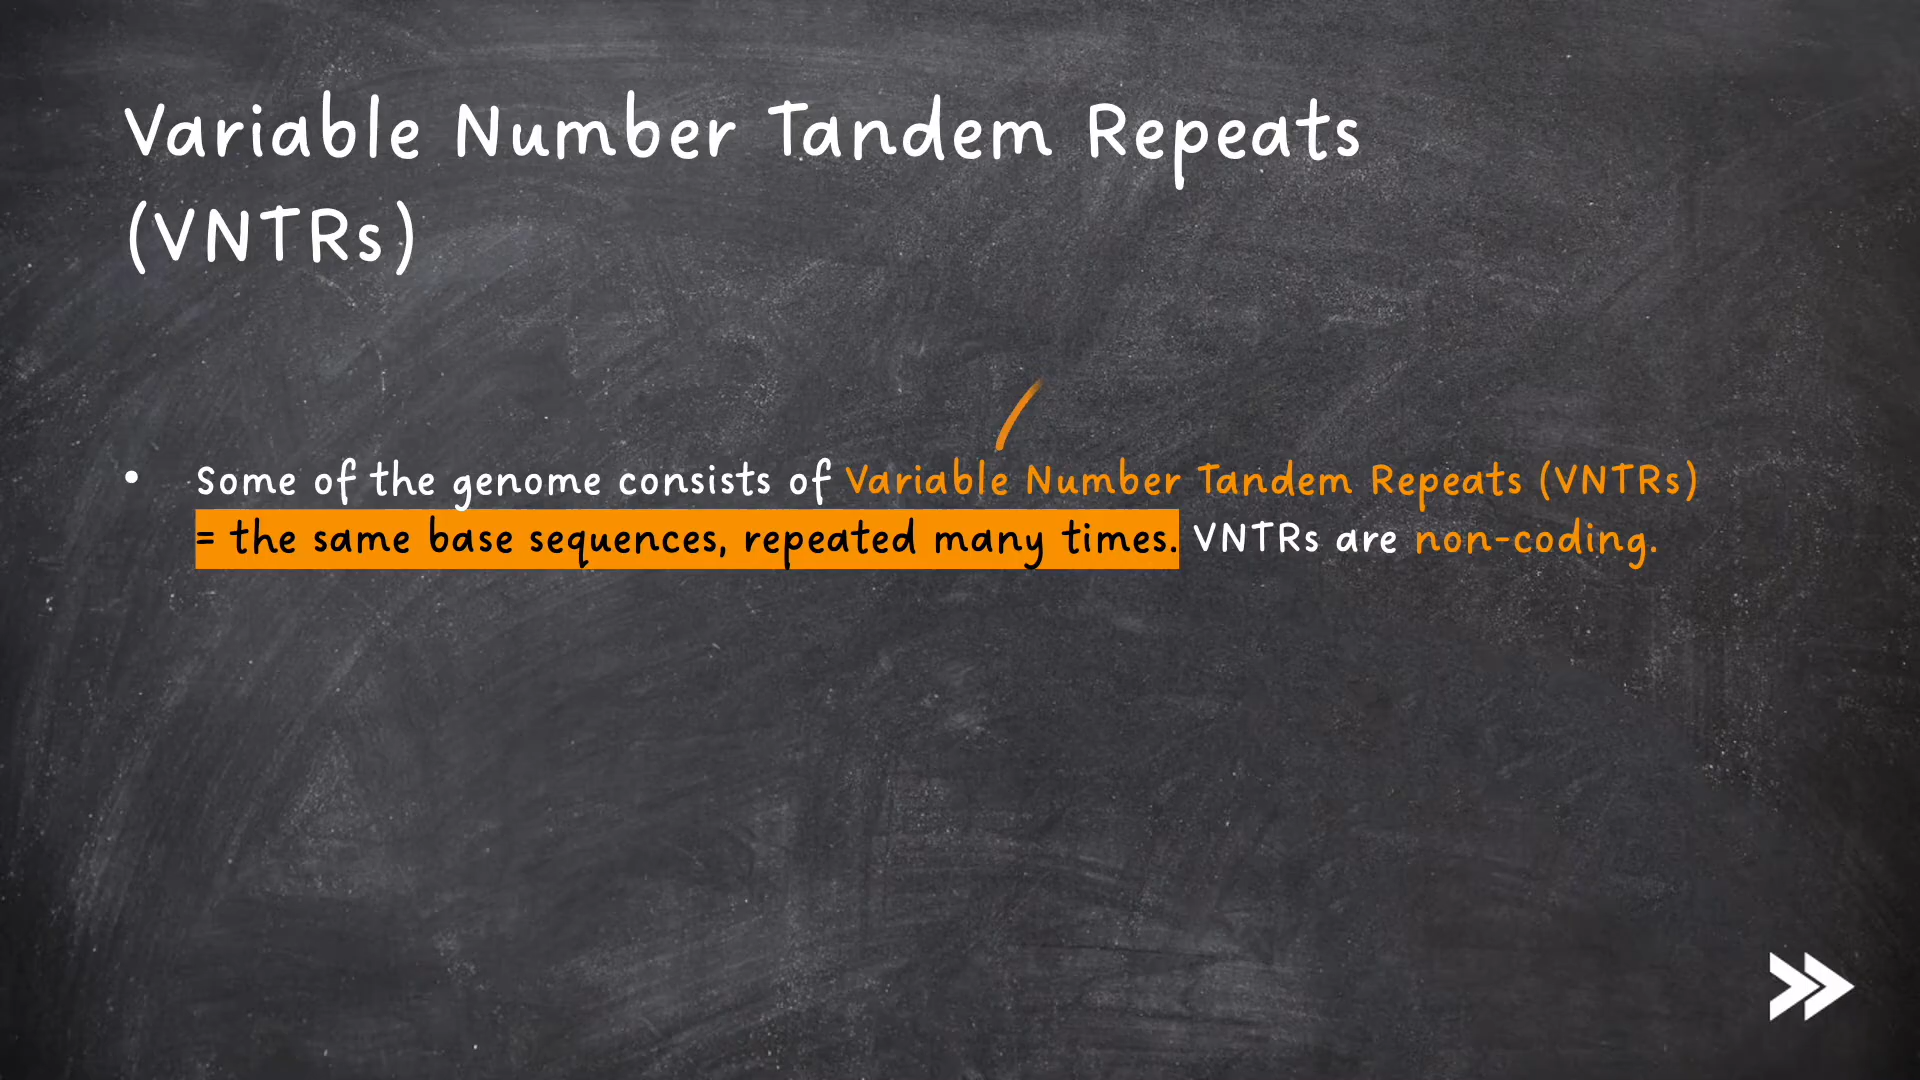 Variable Number Tandem Repeats
(VNTRs)
• Some of the genome consists of Variable Number Tandem Repeats (VNTRs)
= the same base sequences, repeated many times. VNTRs are non-coding.